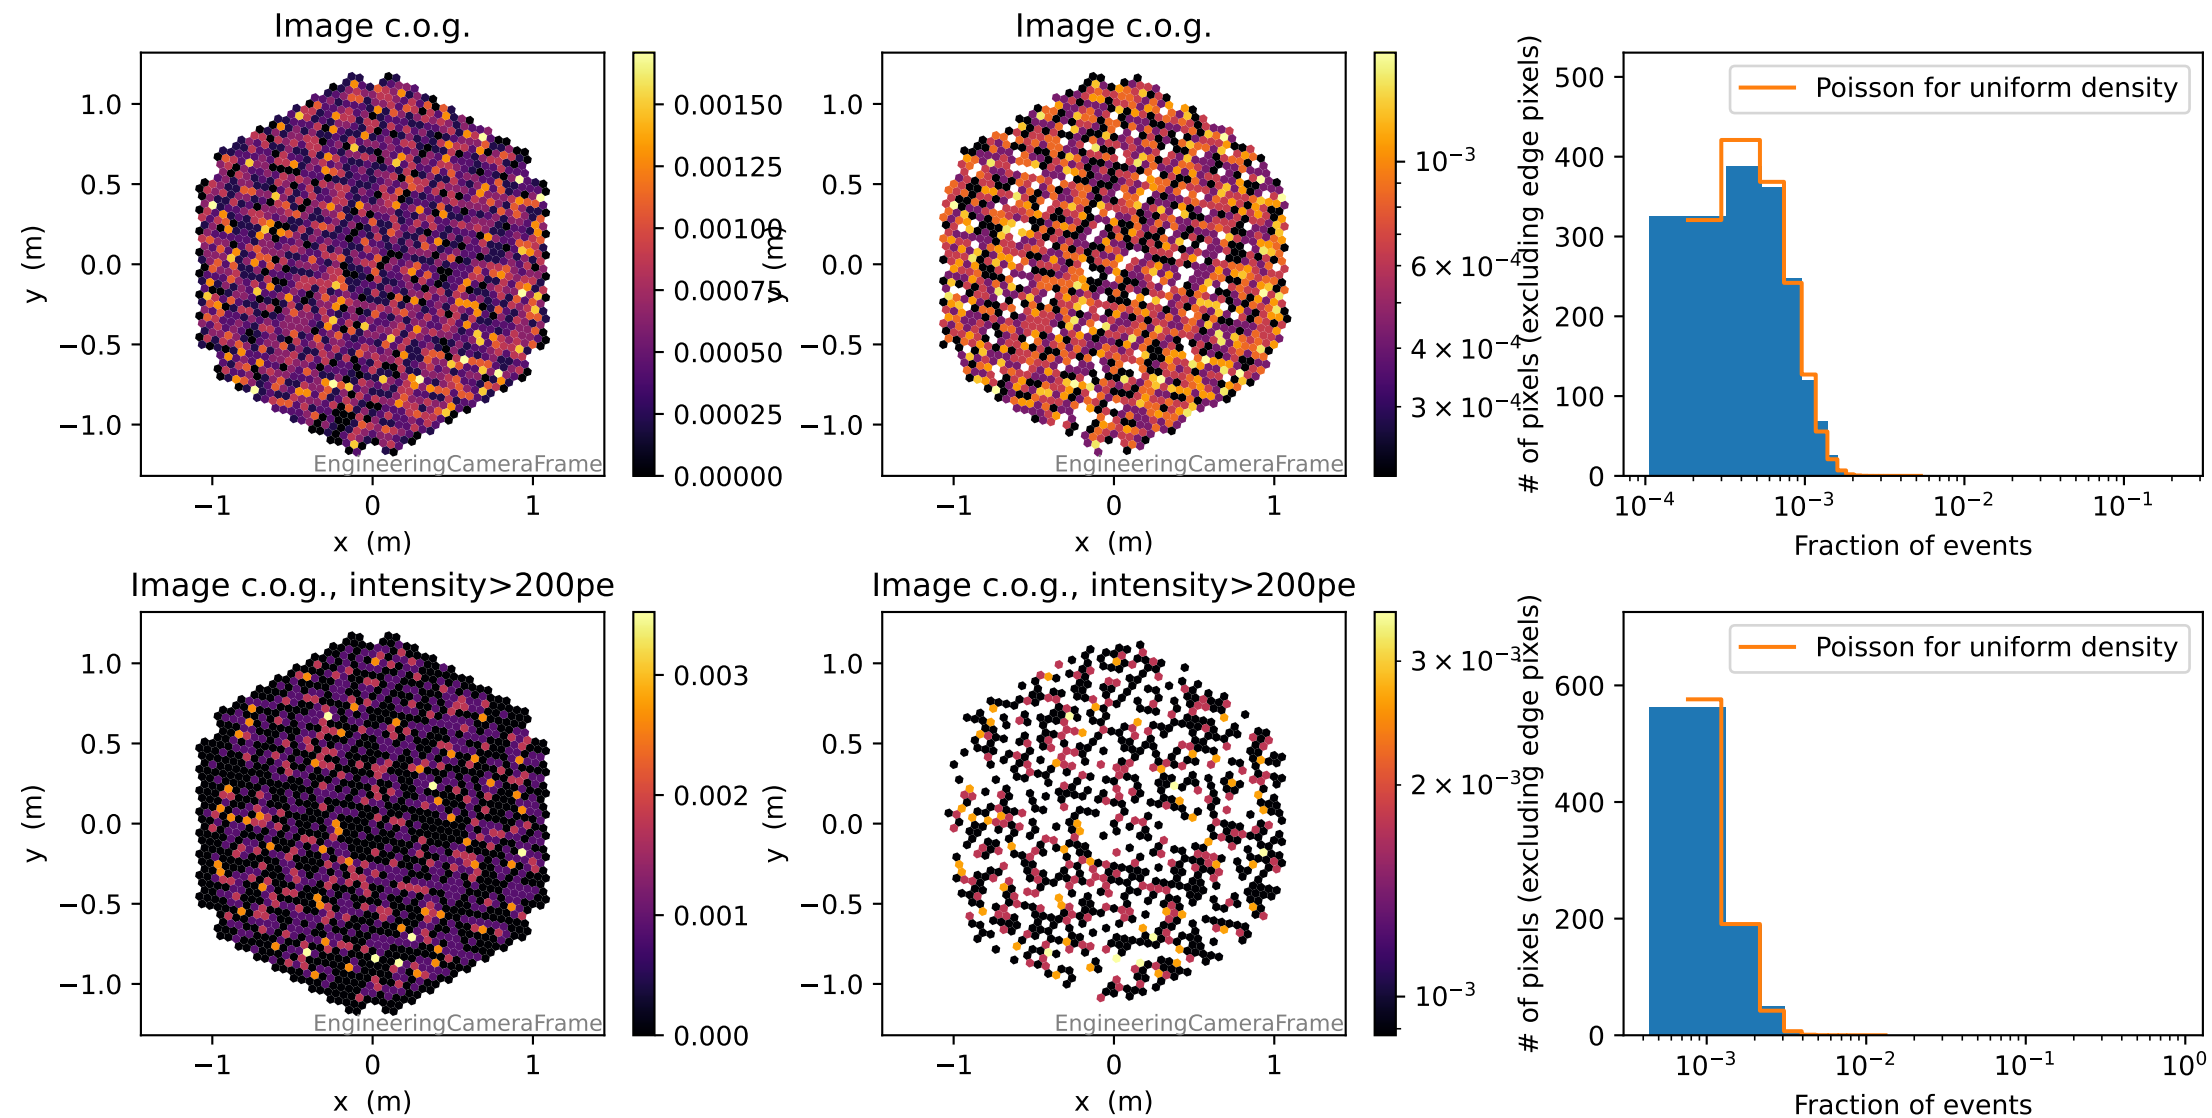 Image c.o.g.
1.0
0.5
0.0
−0.5
−1.0
y (m)
−1
0
1
x (m)
EngineeringCameraFrame
0.00150
0.00125
0.00100
0.00075
0.00050
0.00025
0.00000
Image c.o.g.
1.0
0.5
0.0
−0.5
−1.0
y (m)
−1
0
1
x (m)
EngineeringCameraFrame
10⁻³
6 × 10⁻⁴
4 × 10⁻⁴
3 × 10⁻⁴
# of pixels (excluding edge pixels)
500
400
300
200
100
0
Poisson for uniform density
10⁻⁴
10⁻³
10⁻²
10⁻¹
Fraction of events
Image c.o.g., intensity>200pe
1.0
0.5
0.0
−0.5
−1.0
y (m)
−1
0
1
x (m)
EngineeringCameraFrame
0.003
0.002
0.001
0.000
Image c.o.g., intensity>200pe
1.0
0.5
0.0
−0.5
−1.0
y (m)
−1
0
1
x (m)
EngineeringCameraFrame
3 × 10⁻³
2 × 10⁻³
10⁻³
# of pixels (excluding edge pixels)
600
400
200
0
Poisson for uniform density
10⁻³
10⁻²
10⁻¹
10⁰
Fraction of events